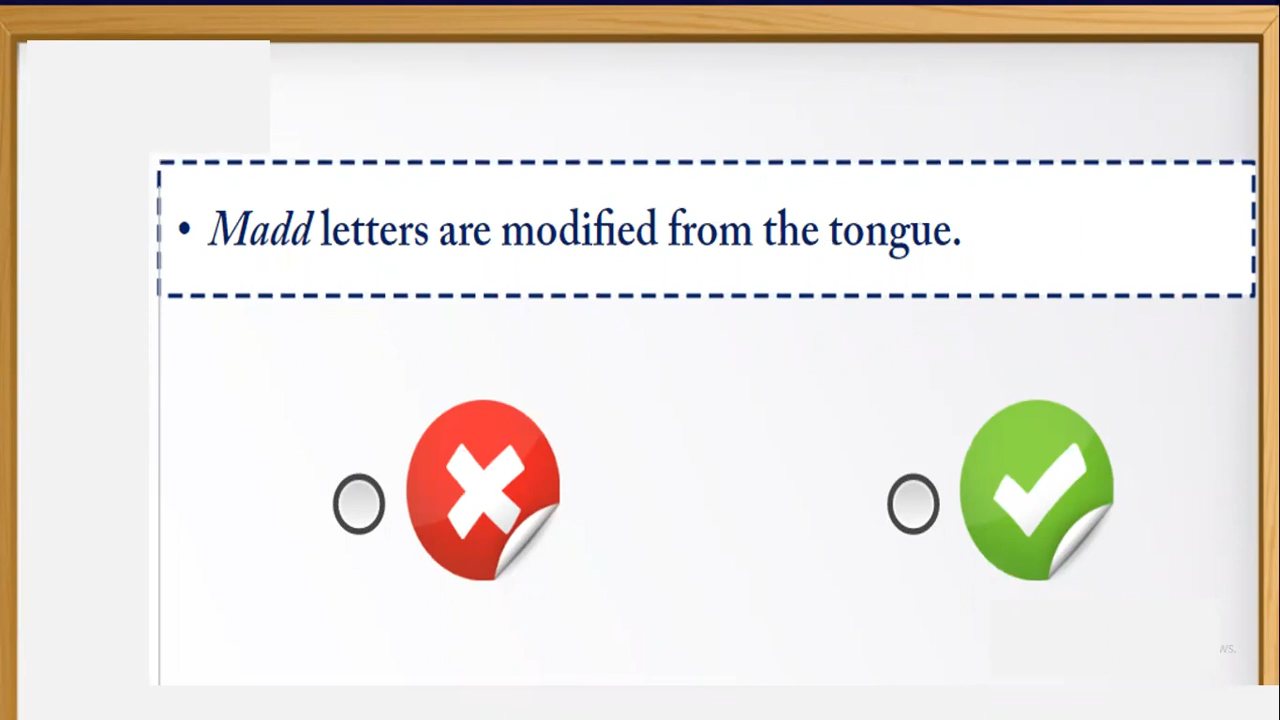 • Madd letters are modified from the tongue.